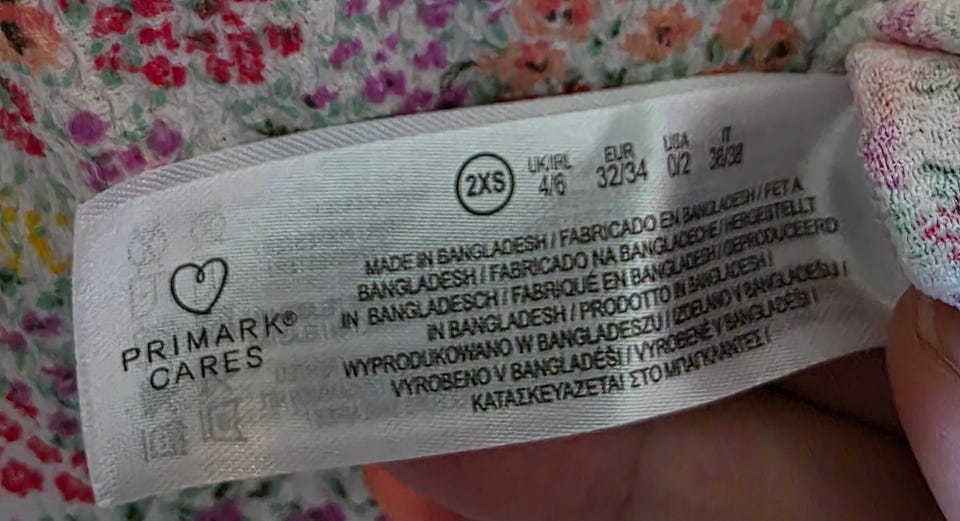 PRIMARK®
CARES
2XS
UK/IRL
4/6
EUR
32/34
USA
0/2
IT
36/38
MADE IN BANGLADESH / FABRICADO EN BANGLADESH / FET A
BANGLADESH / FABRICADO NA BANGLADECHE / HERGESTELLT
IN BANGLADESCH / FABRIQUÉ EN BANGLADESH / GEPRODUCEERD
IN BANGLADESH / PRODOTTO IN BANGLADESH /
WYPRODUKOWANO W BANGLADESZU / IZDELANO V BANGLADEŠU /
VYROBENO V BANGLADÉŠI / VYROBENÉ V BANGLADÉŠI /
ΚΑΤΑΣΚΕΥΑΖΕΤΑΙ ΣΤΟ ΜΠΑΓΚΛΑΝΤΕΣ /